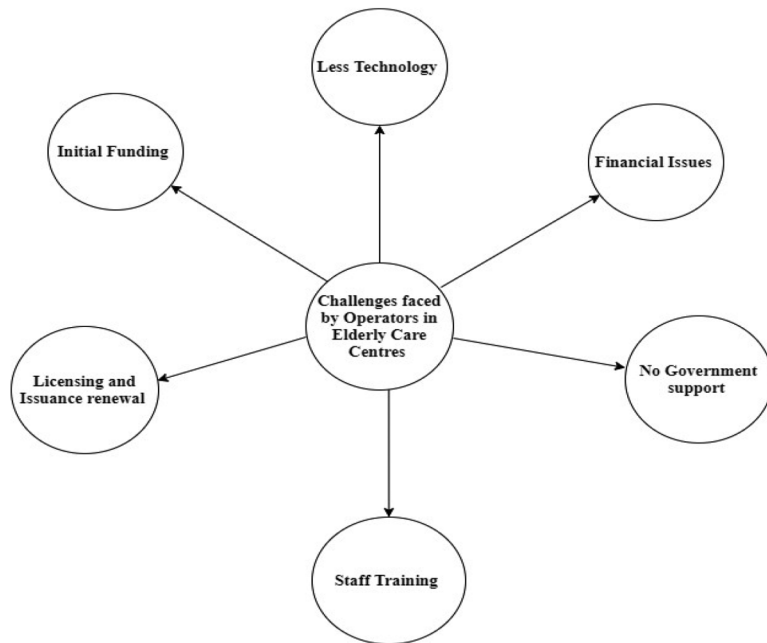 Less Technology
Initial Funding
Financial Issues
Challenges faced
by Operators in
Elderly Care
Centres
Licensing and
Issuance renewal
No Government
support
Staff Training